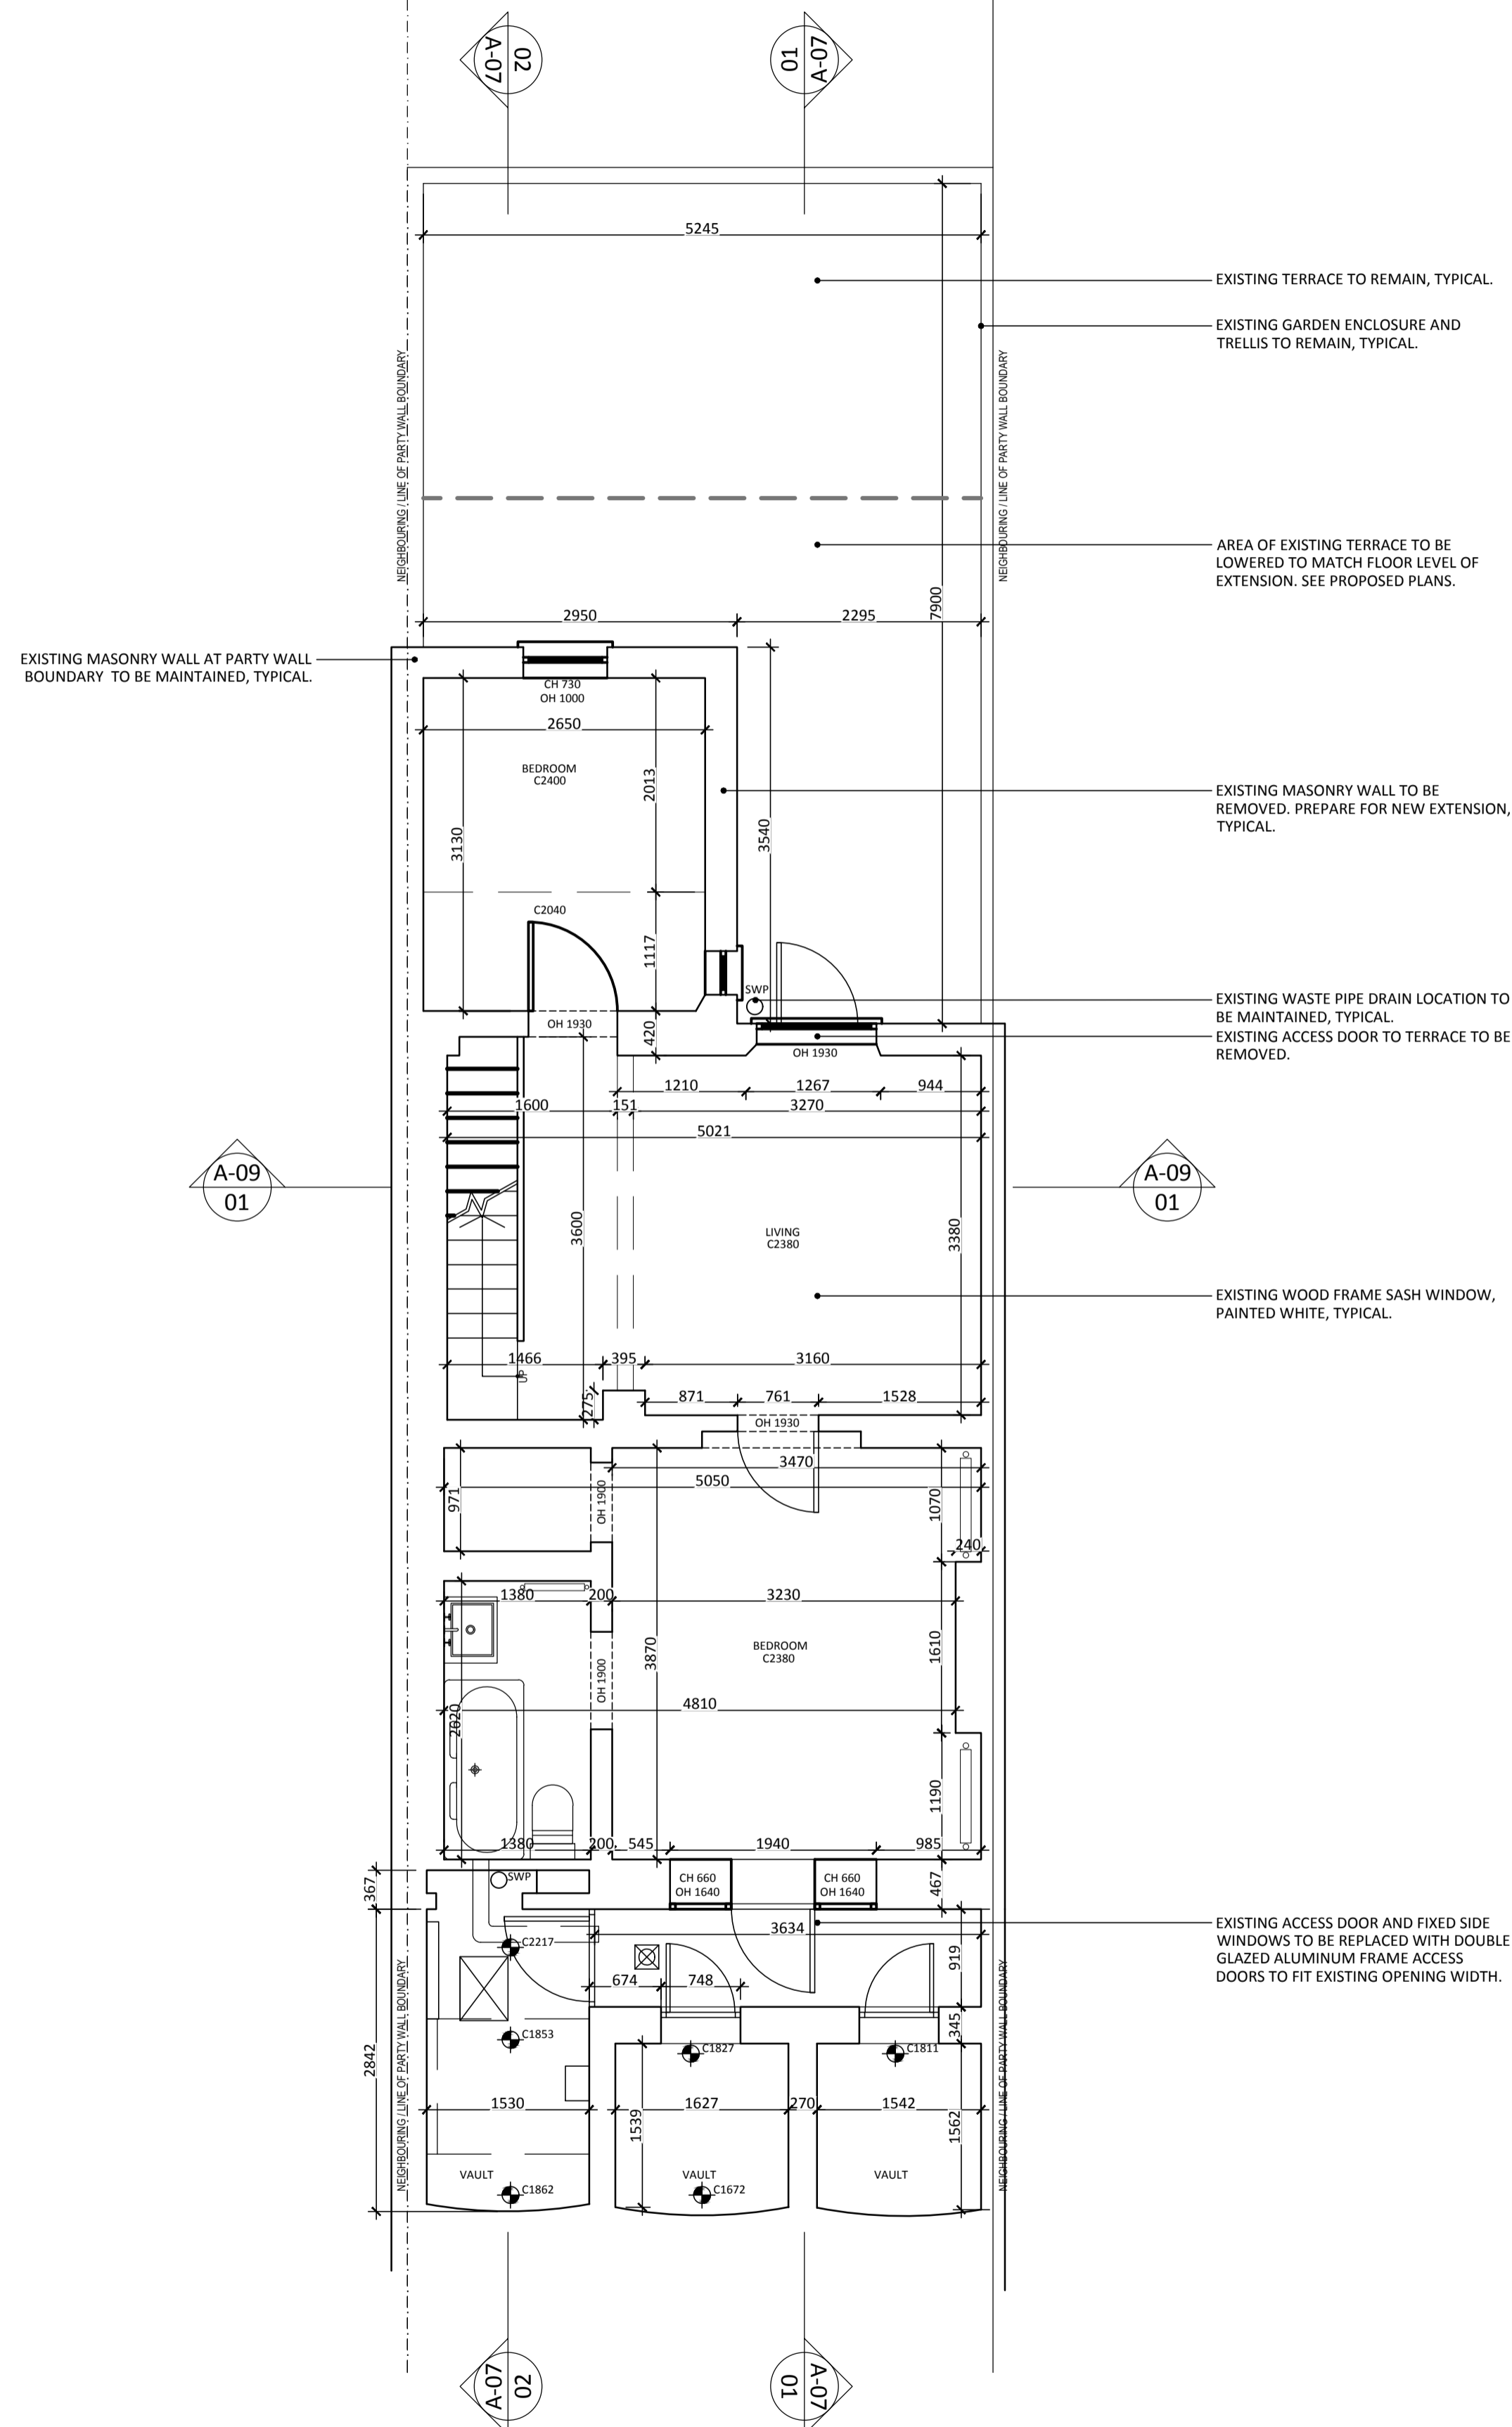 02
A-07
01
A-07
5245
EXISTING TERRACE TO REMAIN, TYPICAL.
EXISTING GARDEN ENCLOSURE AND
TRELLIS TO REMAIN, TYPICAL.
NEIGHBOURING / LINE OF PARTY WALL BOUNDARY
NEIGHBOURING / LINE OF PARTY WALL BOUNDARY
AREA OF EXISTING TERRACE TO BE
LOWERED TO MATCH FLOOR LEVEL OF
EXTENSION. SEE PROPOSED PLANS.
7900
2950
2295
EXISTING MASONRY WALL AT PARTY WALL
BOUNDARY TO BE MAINTAINED, TYPICAL.
CH 730
OH 1000
2650
BEDROOM
C2400
2013
3130
3540
EXISTING MASONRY WALL TO BE
REMOVED. PREPARE FOR NEW EXTENSION,
TYPICAL.
C2040
1117
SWP
EXISTING WASTE PIPE DRAIN LOCATION TO
BE MAINTAINED, TYPICAL.
EXISTING ACCESS DOOR TO TERRACE TO BE
REMOVED.
OH 1930
420
OH 1930
1210
1267
944
1600
151
3270
5021
A-09
01
A-09
01
3600
LIVING
C2380
3380
EXISTING WOOD FRAME SASH WINDOW,
PAINTED WHITE, TYPICAL.
1466
395
3160
UP
275
871
761
1528
OH 1930
3470
5050
971
OH 1900
1070
240
1380
200
3230
3870
BEDROOM
C2380
1610
OH 1900
4810
2020
1190
1380
200
545
1940
985
367
SWP
CH 660
OH 1640
CH 660
OH 1640
467
3634
EXISTING ACCESS DOOR AND FIXED SIDE
WINDOWS TO BE REPLACED WITH DOUBLE
GLAZED ALUMINUM FRAME ACCESS
DOORS TO FIT EXISTING OPENING WIDTH.
C2217
919
674
748
345
C1853
C1827
C1811
2842
1530
1627
270
1542
1539
1562
NEIGHBOURING / LINE OF PARTY WALL BOUNDARY
NEIGHBOURING / LINE OF PARTY WALL BOUNDARY
VAULT
VAULT
VAULT
C1862
C1672
A-07
02
01
A-07